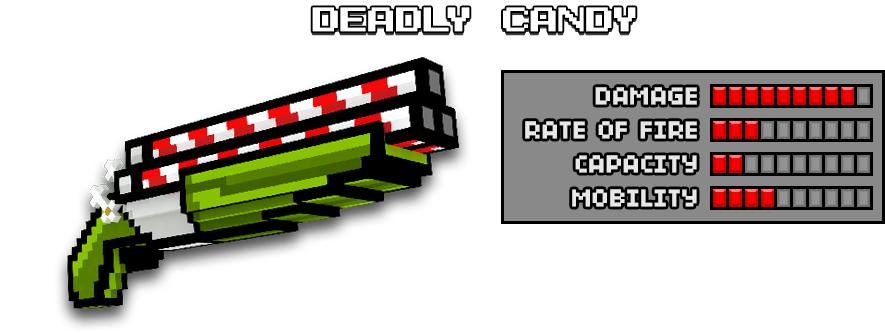 DEADLY CANDY
DAMAGE
RATE OF FIRE
CAPACITY
MOBILITY